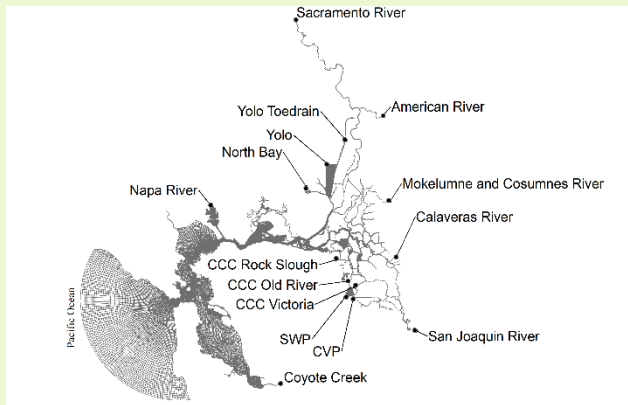 Sacramento River
American River
Yolo Toedrain
Yolo
North Bay
Napa River
Mokelumne and Cosumnes River
Calaveras River
CCC Rock Slough
CCC Old River
CCC Victoria
SWP
CVP
San Joaquin River
Coyote Creek
Pacific Ocean